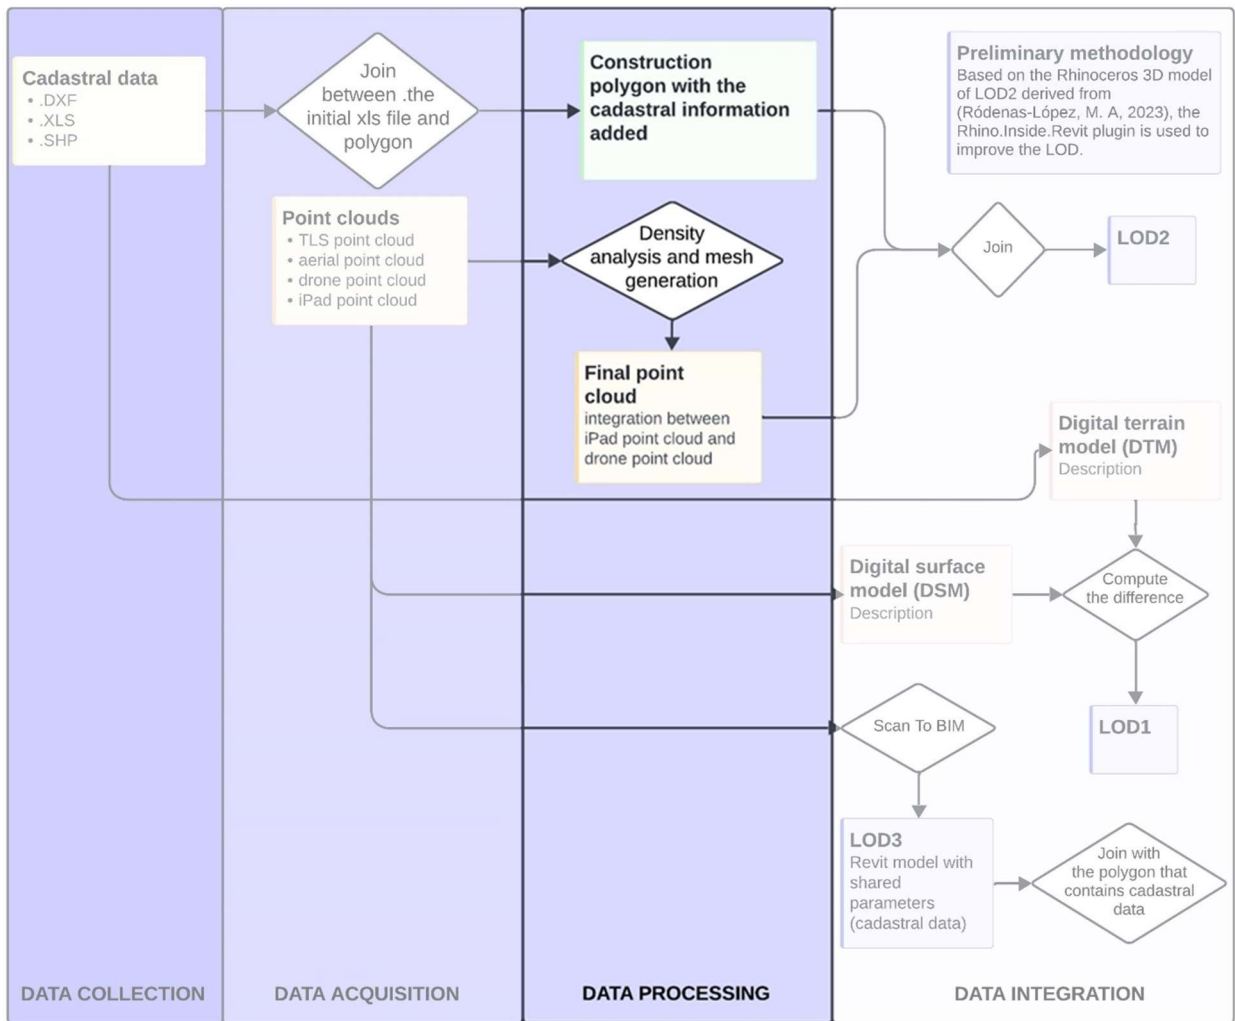 Cadastral data
• .DXF
• .XLS
• .SHP
Join
between .the
initial xls file and
polygon
Point clouds
• TLS point cloud
• aerial point cloud
• drone point cloud
• iPad point cloud
Construction
polygon with the
cadastral information
added
Density
analysis and mesh
generation
Final point
cloud
integration between
iPad point cloud and
drone point cloud
Preliminary methodology
Based on the Rhinoceros 3D model
of LOD2 derived from
(Ródenas-López, M. A, 2023), the
Rhino.Inside.Revit plugin is used to
improve the LOD.
Join
LOD2
Digital terrain
model (DTM)
Description
Digital surface
model (DSM)
Description
Compute
the difference
LOD1
Scan To BIM
LOD3
Revit model with
shared
parameters
(cadastral data)
Join with
the polygon that
contains cadastral
data
DATA COLLECTION
DATA ACQUISITION
DATA PROCESSING
DATA INTEGRATION